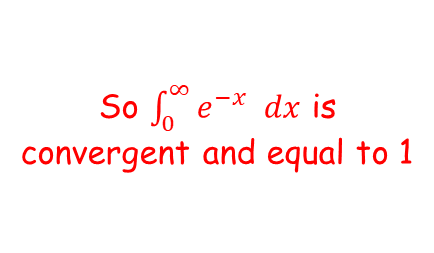 So ∫₀^∞ e⁻ˣ dx is
convergent and equal to 1